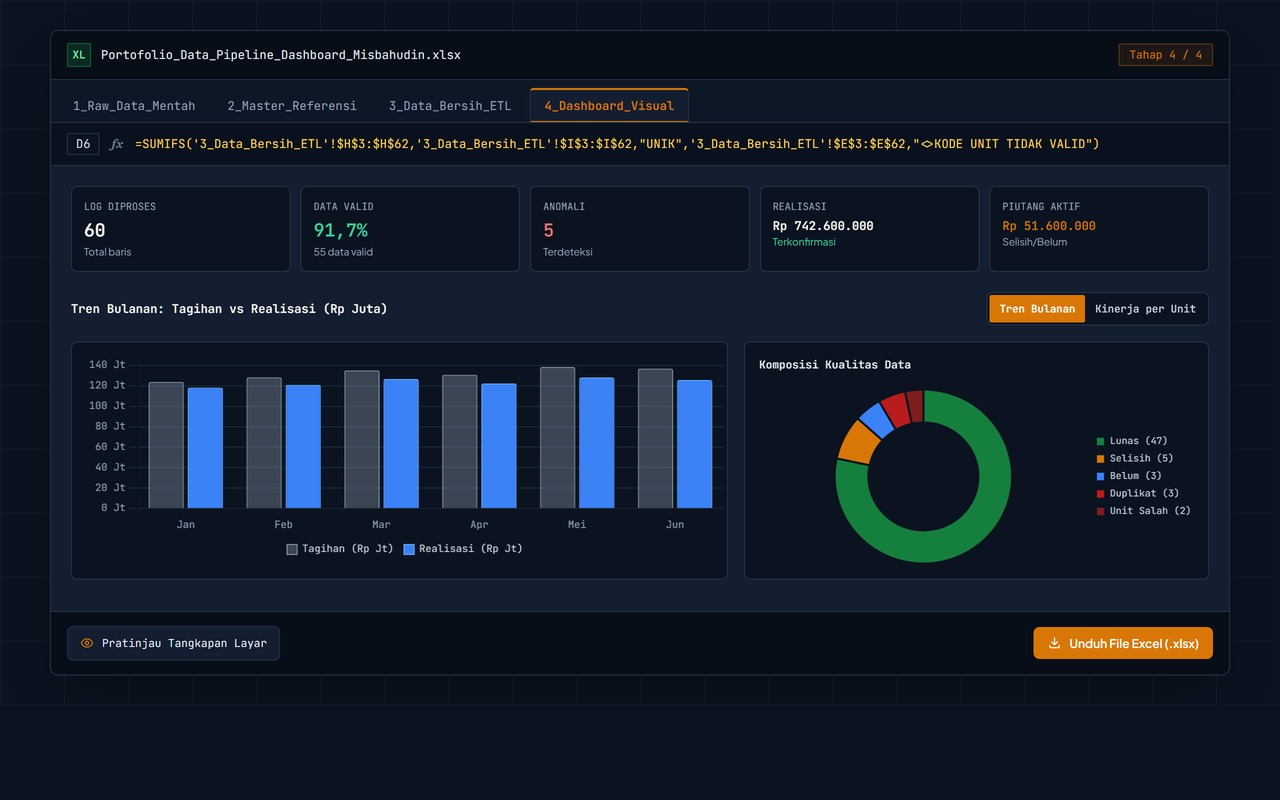 XL Portofolio_Data_Pipeline_Dashboard_Misbahudin.xlsx
Tahap 4 / 4
1_Raw_Data_Mentah 2_Master_Referensi 3_Data_Bersih_ETL 4_Dashboard_Visual
D6 fx =SUMIFS('3_Data_Bersih_ETL'!$H$3:$H$62,'3_Data_Bersih_ETL'!$I$3:$I$62,"UNIK",'3_Data_Bersih_ETL'!$E$3:$E$62,"<>KODE UNIT TIDAK VALID")
LOG DIPROSES
60
Total baris
DATA VALID
91,7%
55 data valid
ANOMALI
5
Terdeteksi
REALISASI
Rp 742.600.000
Terkonfirmasi
PIUTANG AKTIF
Rp 51.600.000
Selisih/Belum
Tren Bulanan: Tagihan vs Realisasi (Rp Juta)
Tren Bulanan Kinerja per Unit
140 Jt
120 Jt
100 Jt
80 Jt
60 Jt
40 Jt
20 Jt
0 Jt
Jan Feb Mar Apr Mei Jun
Tagihan (Rp Jt) Realisasi (Rp Jt)
Komposisi Kualitas Data
Lunas (47)
Selisih (5)
Belum (3)
Duplikat (3)
Unit Salah (2)
Pratinjau Tangkapan Layar
Unduh File Excel (.xlsx)